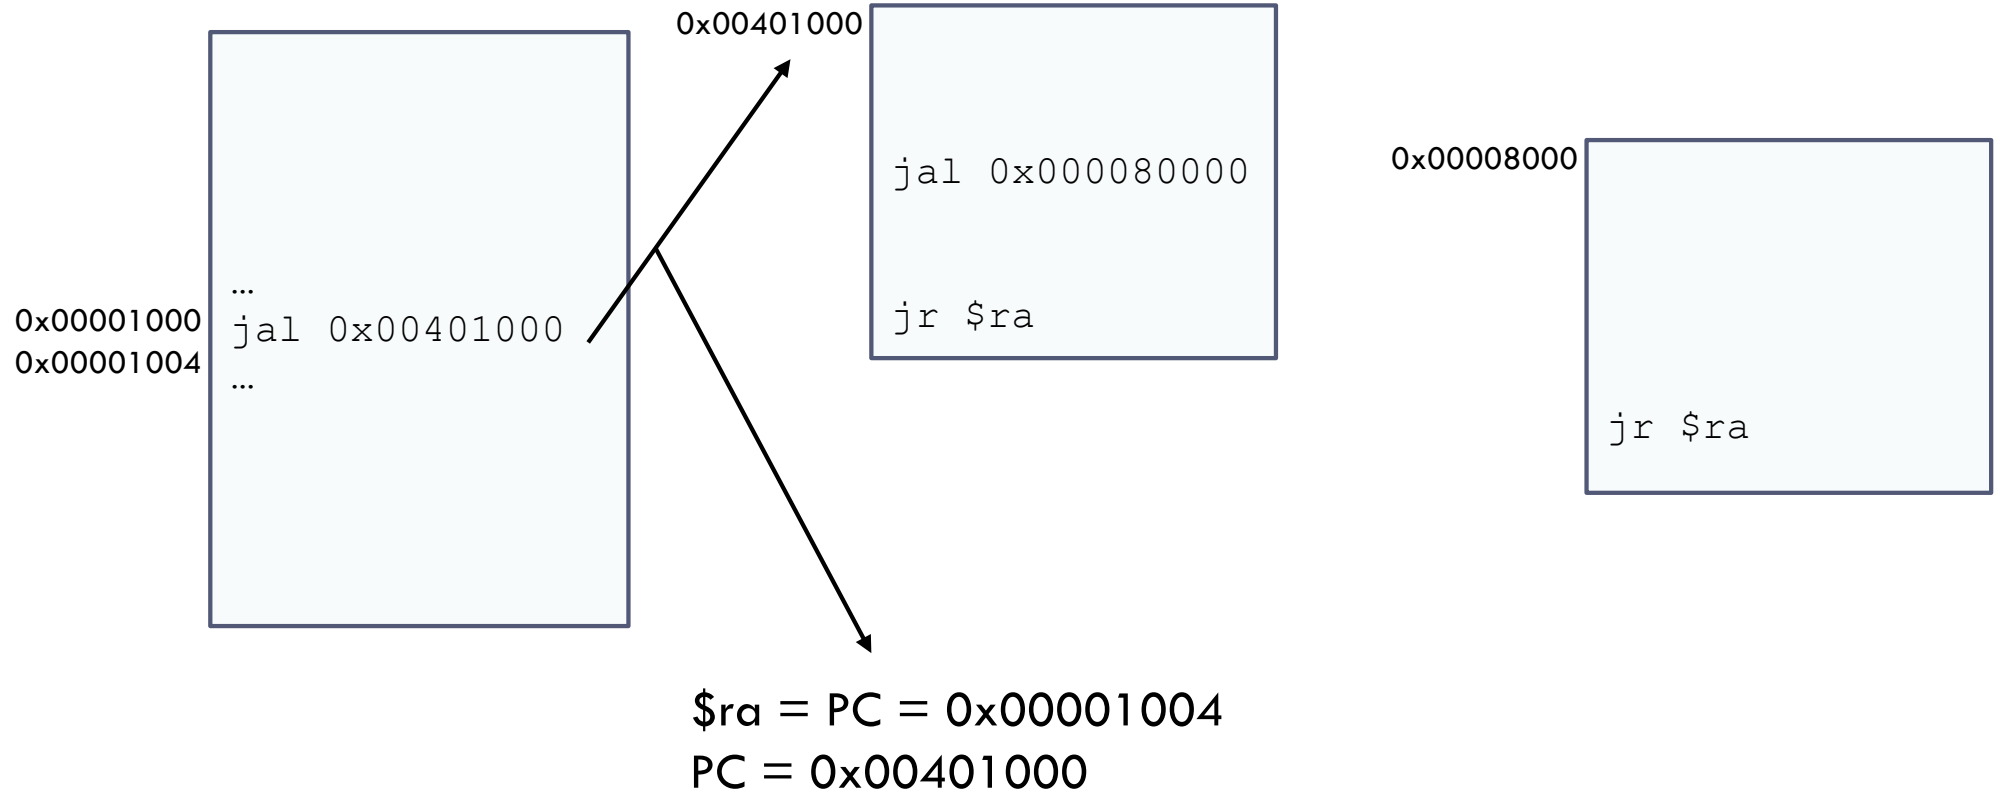 0x00401000
jal 0x000080000
0x00008000
…
0x00001000
jal 0x00401000
jr $ra
0x00001004
…
jr $ra
$ra = PC = 0x00001004
PC = 0x00401000